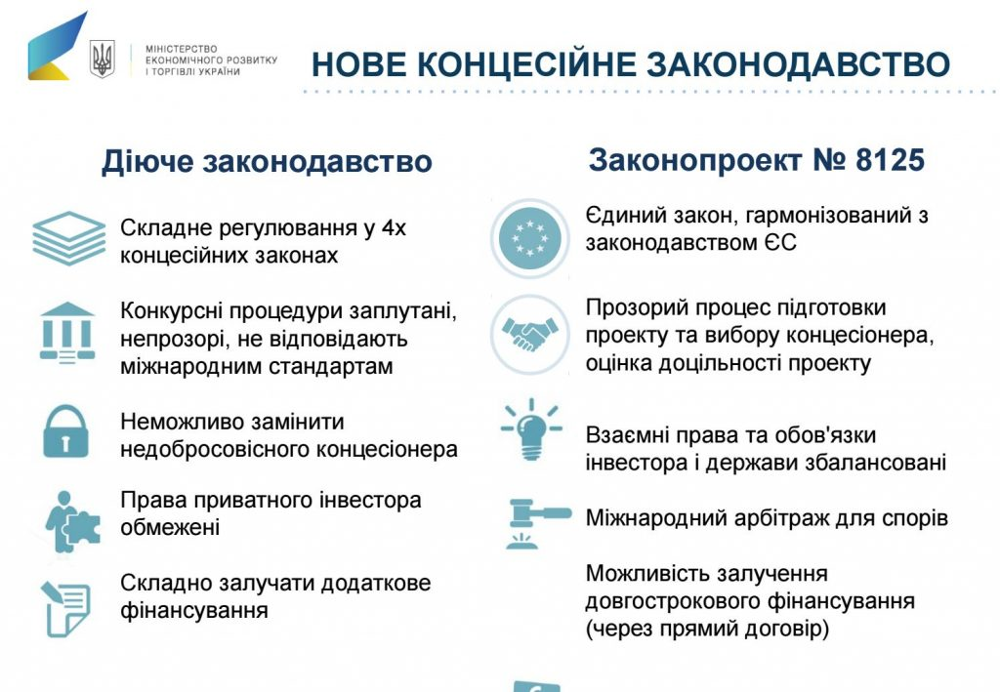 МІНІСТЕРСТВО
ЕКОНОМІЧНОГО РОЗВИТКУ
І ТОРГІВЛІ УКРАЇНИ
НОВЕ КОНЦЕСІЙНЕ ЗАКОНОДАВСТВО
Діюче законодавство
Складне регулювання у 4х
концесійних законах
Конкурсні процедури заплутані,
непрозорі, не відповідають
міжнародним стандартам
Неможливо замінити
недобросовісного концесіонера
Права приватного інвестора
обмежені
Складно залучати додаткове
фінансування
Законопроект № 8125
Єдиний закон, гармонізований з
законодавством ЄС
Прозорий процес підготовки
проекту та вибору концесіонера,
оцінка доцільності проекту
Взаємні права та обов'язки
інвестора і держави збалансовані
Міжнародний арбітраж для спорів
Можливість залучення
довгострокового фінансування
(через прямий договір)